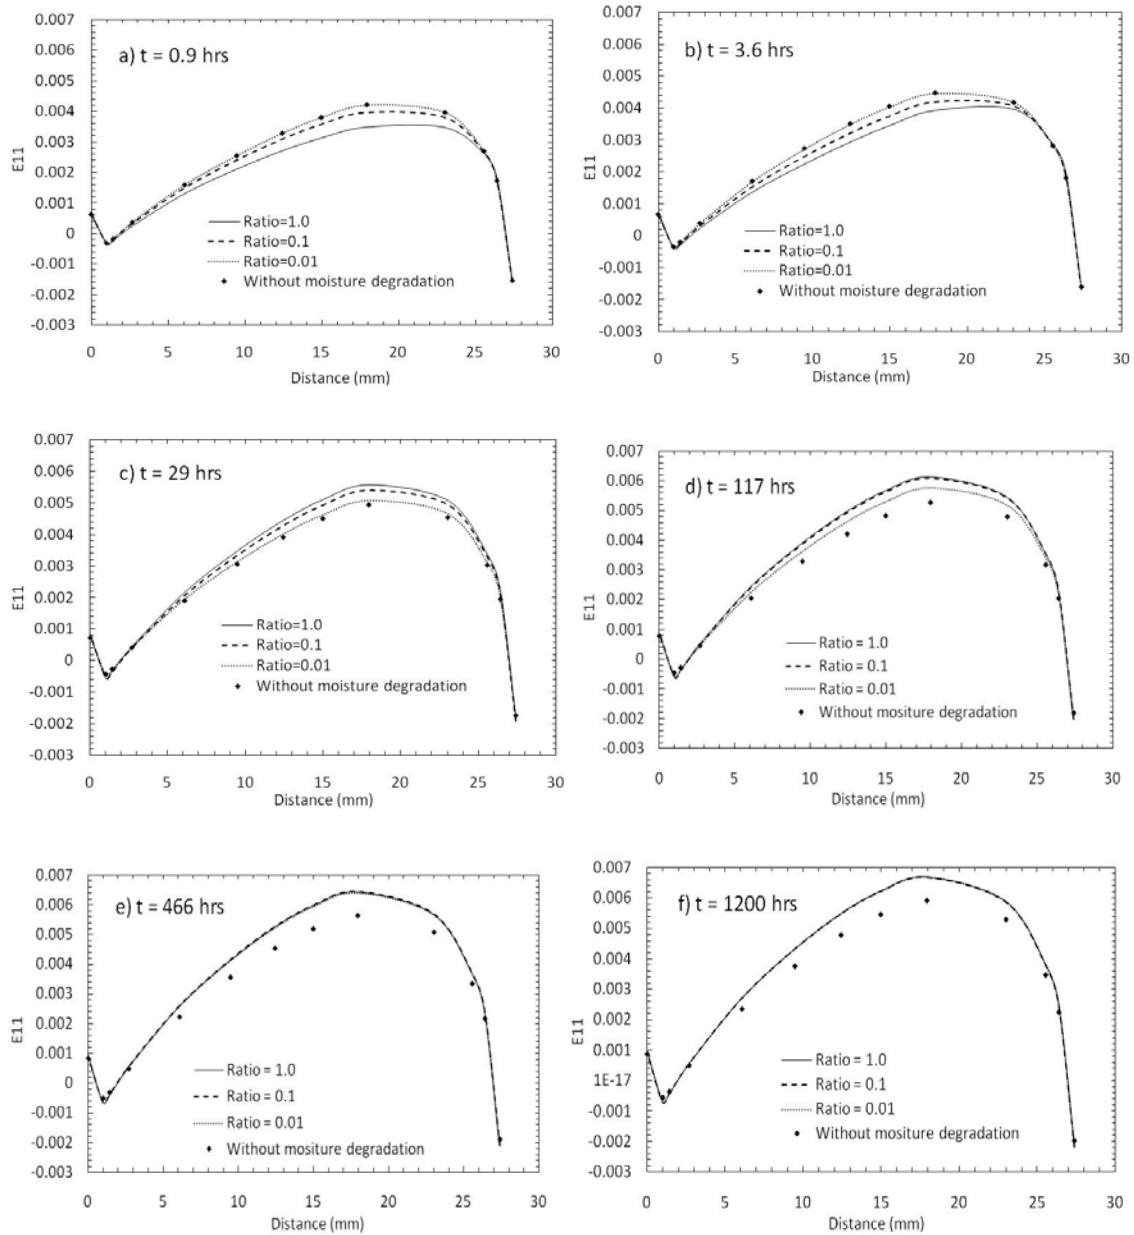 a) t = 0.9 hrs
0.007
0.006
0.005
0.004
0.003
0.002
0.001
0
-0.001
-0.002
-0.003
E11
Ratio=1.0
Ratio=0.1
Ratio=0.01
Without moisture degradation
0 5 10 15 20 25 30
Distance (mm)
b) t = 3.6 hrs
0.007
0.006
0.005
0.004
0.003
0.002
0.001
0
-0.001
-0.002
-0.003
E11
Ratio=1.0
Ratio=0.1
Ratio=0.01
Without moisture degradation
0 5 10 15 20 25 30
Distance (mm)
c) t = 29 hrs
0.007
0.006
0.005
0.004
0.003
0.002
0.001
0
-0.001
-0.002
-0.003
E11
Ratio=1.0
Ratio=0.1
Ratio=0.01
Without moisture degradation
0 5 10 15 20 25 30
Distance (mm)
d) t = 117 hrs
0.007
0.006
0.005
0.004
0.003
0.002
0.001
0
-0.001
-0.002
-0.003
E11
Ratio = 1.0
Ratio = 0.1
Ratio = 0.01
Without mositure degradation
0 5 10 15 20 25 30
Distance (mm)
e) t = 466 hrs
0.007
0.006
0.005
0.004
0.003
0.002
0.001
0
-0.001
-0.002
-0.003
E11
Ratio = 1.0
Ratio = 0.1
Ratio = 0.01
Without mositure degradation
0 5 10 15 20 25 30
Distance (mm)
f) t = 1200 hrs
0.007
0.006
0.005
0.004
0.003
0.002
0.001
1E-17
-0.001
-0.002
-0.003
E11
Ratio = 1.0
Ratio = 0.1
Ratio = 0.01
Without mositure degradation
0 5 10 15 20 25 30
Distance (mm)